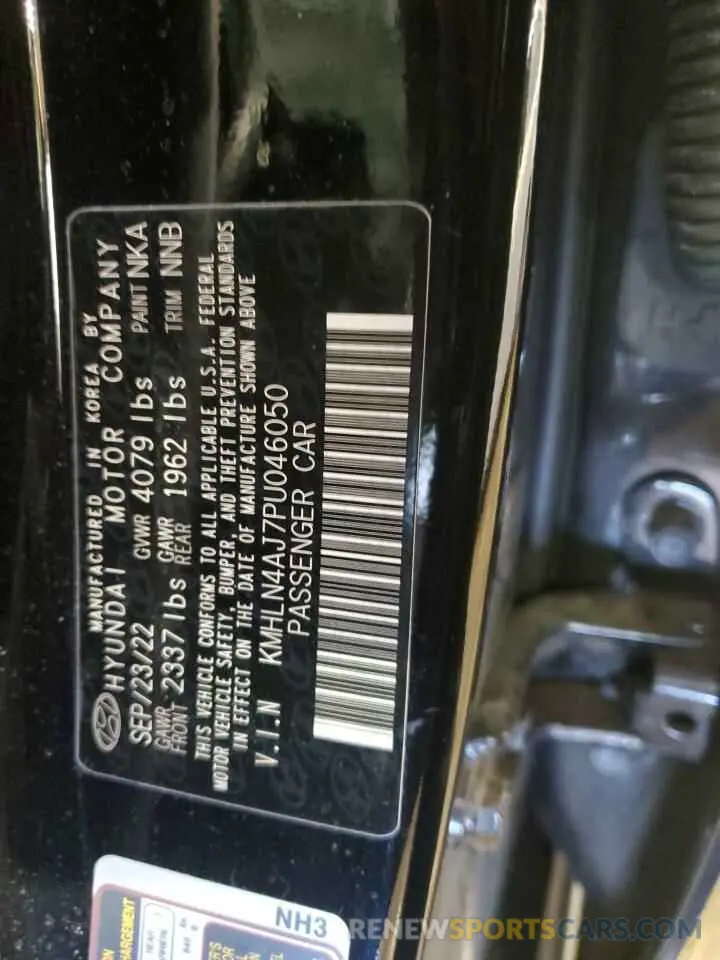 MANUFACTURED IN KOREA BY
HYUNDAI MOTOR COMPANY
SEP/23/22 GVWR 4079 lbs PAINT NKA
GAWR FRONT 2337 lbs GAWR REAR 1962 lbs TRIM NNB
THIS VEHICLE CONFORMS TO ALL APPLICABLE U.S.A. FEDERAL
MOTOR VEHICLE SAFETY, BUMPER, AND THEFT PREVENTION STANDARDS
IN EFFECT ON THE DATE OF MANUFACTURE SHOWN ABOVE
V.I.N KMHLN4AJ7PU046050
PASSENGER CAR
NH3
RENEWSPORTSCARS.COM